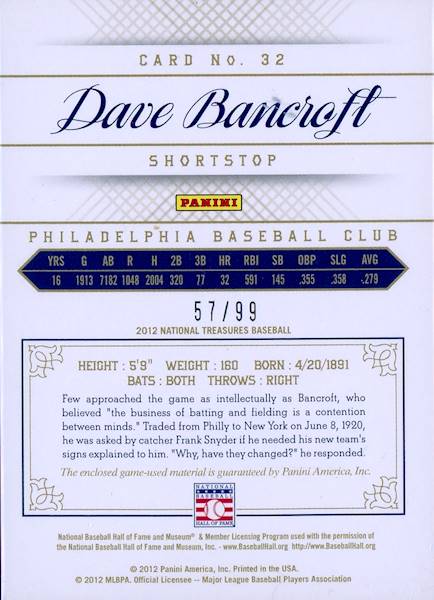 CARD No. 32
Dave Bancroft
SHORTSTOP
PANINI
PHILADELPHIA BASEBALL CLUB
YRS G AB R H 2B 3B HR RBI SB OBP SLG AVG
16 1913 7182 1048 2004 320 77 32 591 145 .355 .358 .279
57/99
2012 NATIONAL TREASURES BASEBALL
HEIGHT : 5'9" WEIGHT : 160 BORN : 4/20/1891
BATS : BOTH THROWS : RIGHT
Few approached the game as intellectually as Bancroft, who
believed "the business of batting and fielding is a contention
between minds." Traded from Philly to New York on June 8, 1920,
he was asked by catcher Frank Snyder if he needed his new team's
signs explained to him. "Why, have they changed?" he responded.
The enclosed game-used material is guaranteed by Panini America, Inc.
NATIONAL
BASEBALL
HALL OF FAME
National Baseball Hall of Fame and Museum® & Member Licensing Program used with the permission of
the National Baseball Hall of Fame and Museum, Inc. - www.BaseballHall.org http://www.BaseballHall.org
© 2012 Panini America, Inc. Printed in the USA.
© 2012 MLBPA. Official Licensee -- Major League Baseball Players Association